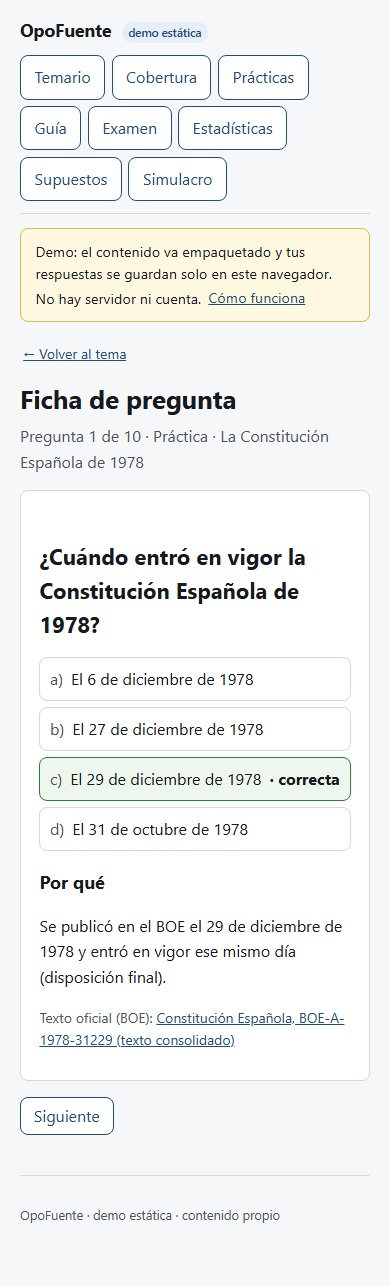 OpoFuente demo estática
Temario Cobertura Prácticas
Guía Examen Estadísticas
Supuestos Simulacro
Demo: el contenido va empaquetado y tus
respuestas se guardan solo en este navegador.
No hay servidor ni cuenta. Cómo funciona
← Volver al tema
Ficha de pregunta
Pregunta 1 de 10 · Práctica · La Constitución
Española de 1978
¿Cuándo entró en vigor la
Constitución Española de
1978?
a) El 6 de diciembre de 1978
b) El 27 de diciembre de 1978
c) El 29 de diciembre de 1978 · correcta
d) El 31 de octubre de 1978
Por qué
Se publicó en el BOE el 29 de diciembre de
1978 y entró en vigor ese mismo día
(disposición final).
Texto oficial (BOE): Constitución Española, BOE-A-
1978-31229 (texto consolidado)
Siguiente
OpoFuente · demo estática · contenido propio